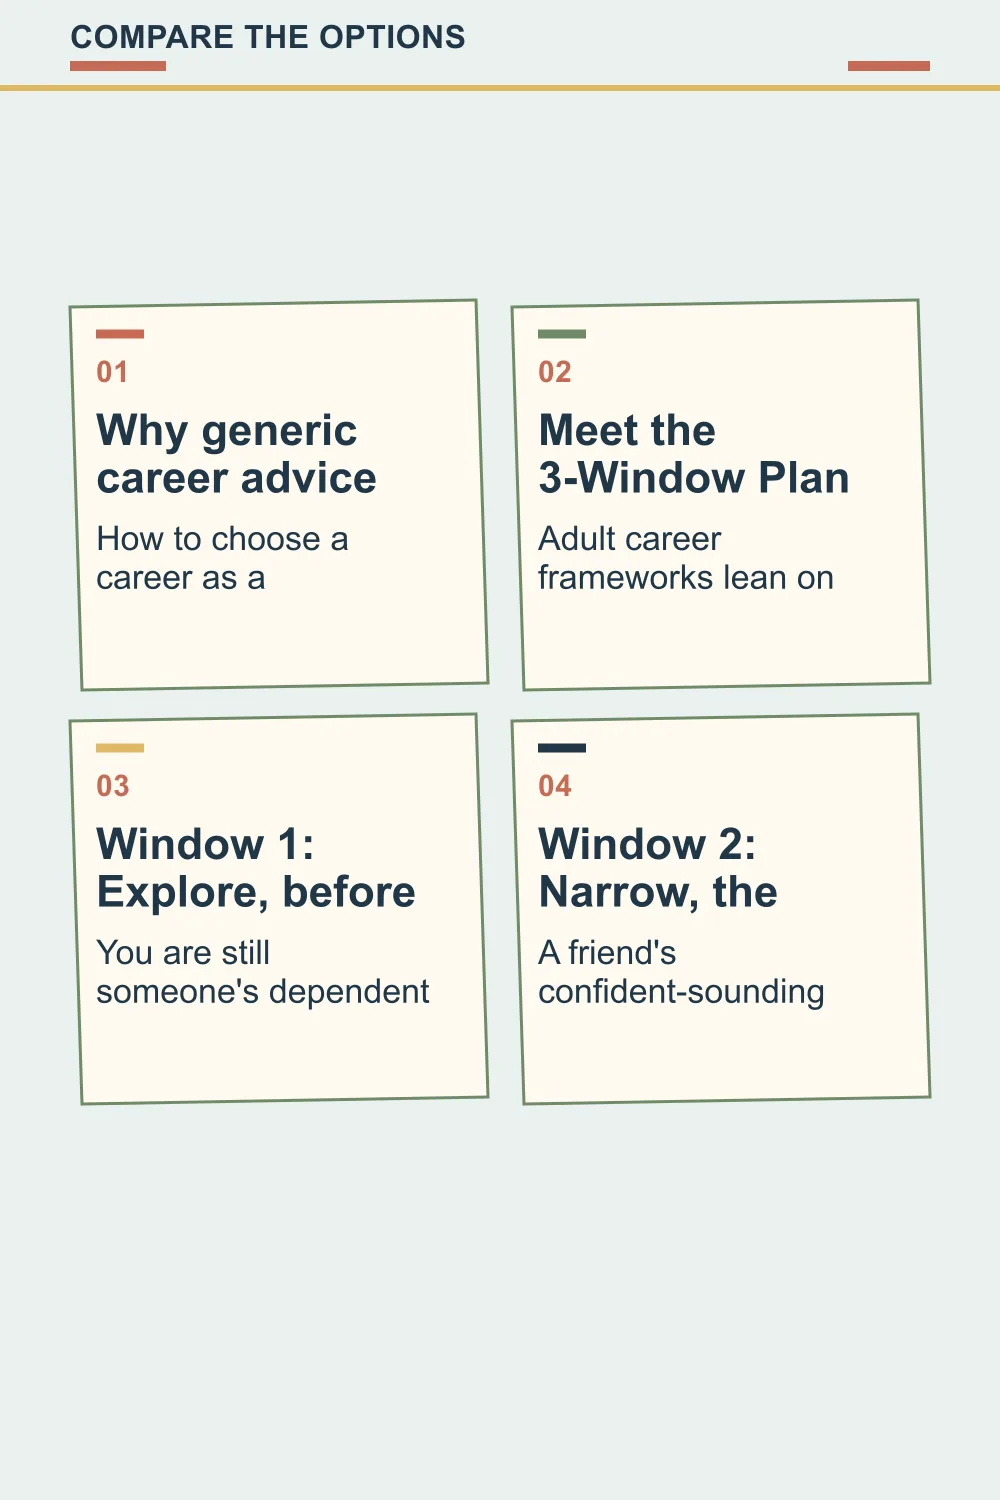 COMPARE THE OPTIONS
01
Why generic
career advice
How to choose a
career as a
02
Meet the
3-Window Plan
Adult career
frameworks lean on
03
Window 1:
Explore, before
You are still
someone's dependent
04
Window 2:
Narrow, the
A friend's
confident-sounding